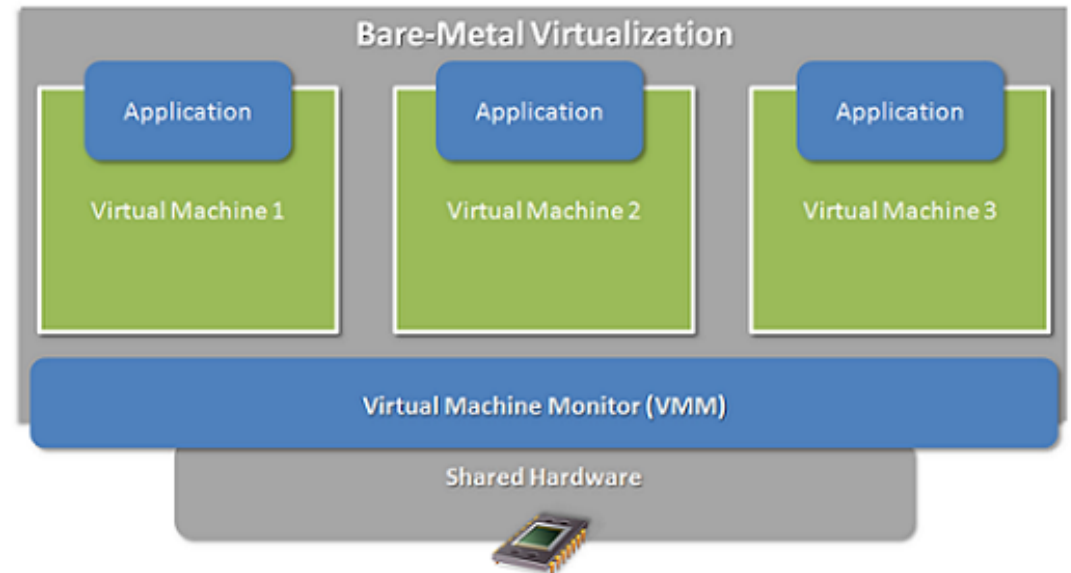 Bare-Metal Virtualization
Application
Application
Application
Virtual Machine 1
Virtual Machine 2
Virtual Machine 3
Virtual Machine Monitor (VMM)
Shared Hardware